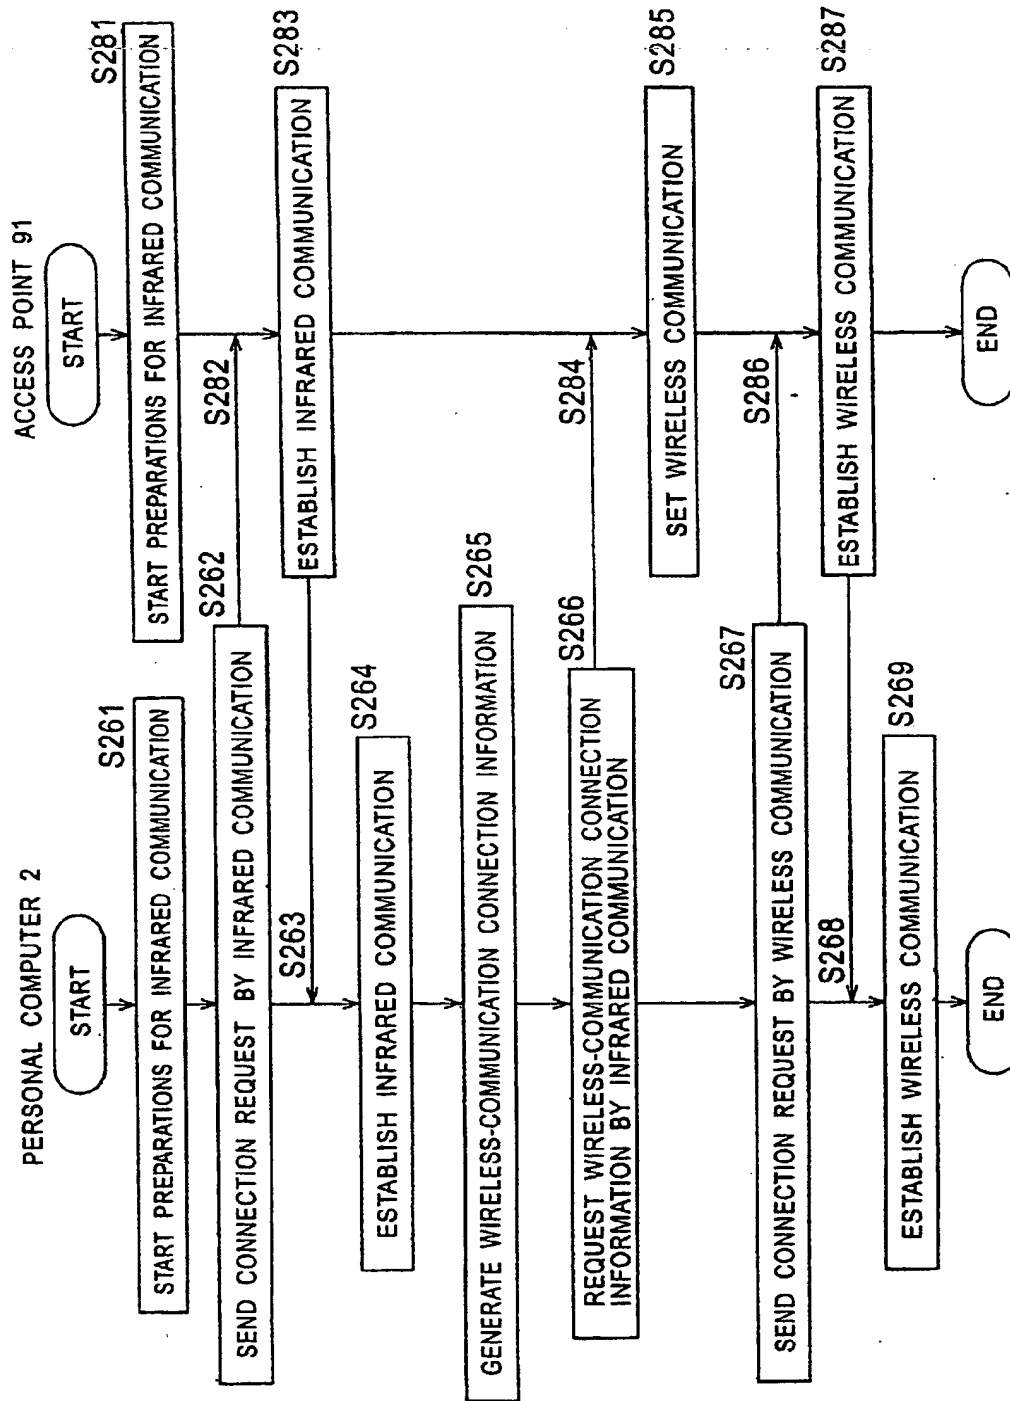 PERSONAL COMPUTER 2
START
START PREPARATIONS FOR INFRARED COMMUNICATION
S261
SEND CONNECTION REQUEST BY INFRARED COMMUNICATION
S262
S263
ESTABLISH INFRARED COMMUNICATION
S264
GENERATE WIRELESS-COMMUNICATION CONNECTION INFORMATION
S265
REQUEST WIRELESS-COMMUNICATION CONNECTION
INFORMATION BY INFRARED COMMUNICATION
S266
SEND CONNECTION REQUEST BY WIRELESS COMMUNICATION
S267
S268
ESTABLISH WIRELESS COMMUNICATION
S269
END
ACCESS POINT 91
START
START PREPARATIONS FOR INFRARED COMMUNICATION
S281
S282
ESTABLISH INFRARED COMMUNICATION
S283
S284
SET WIRELESS COMMUNICATION
S285
S286
ESTABLISH WIRELESS COMMUNICATION
S287
END